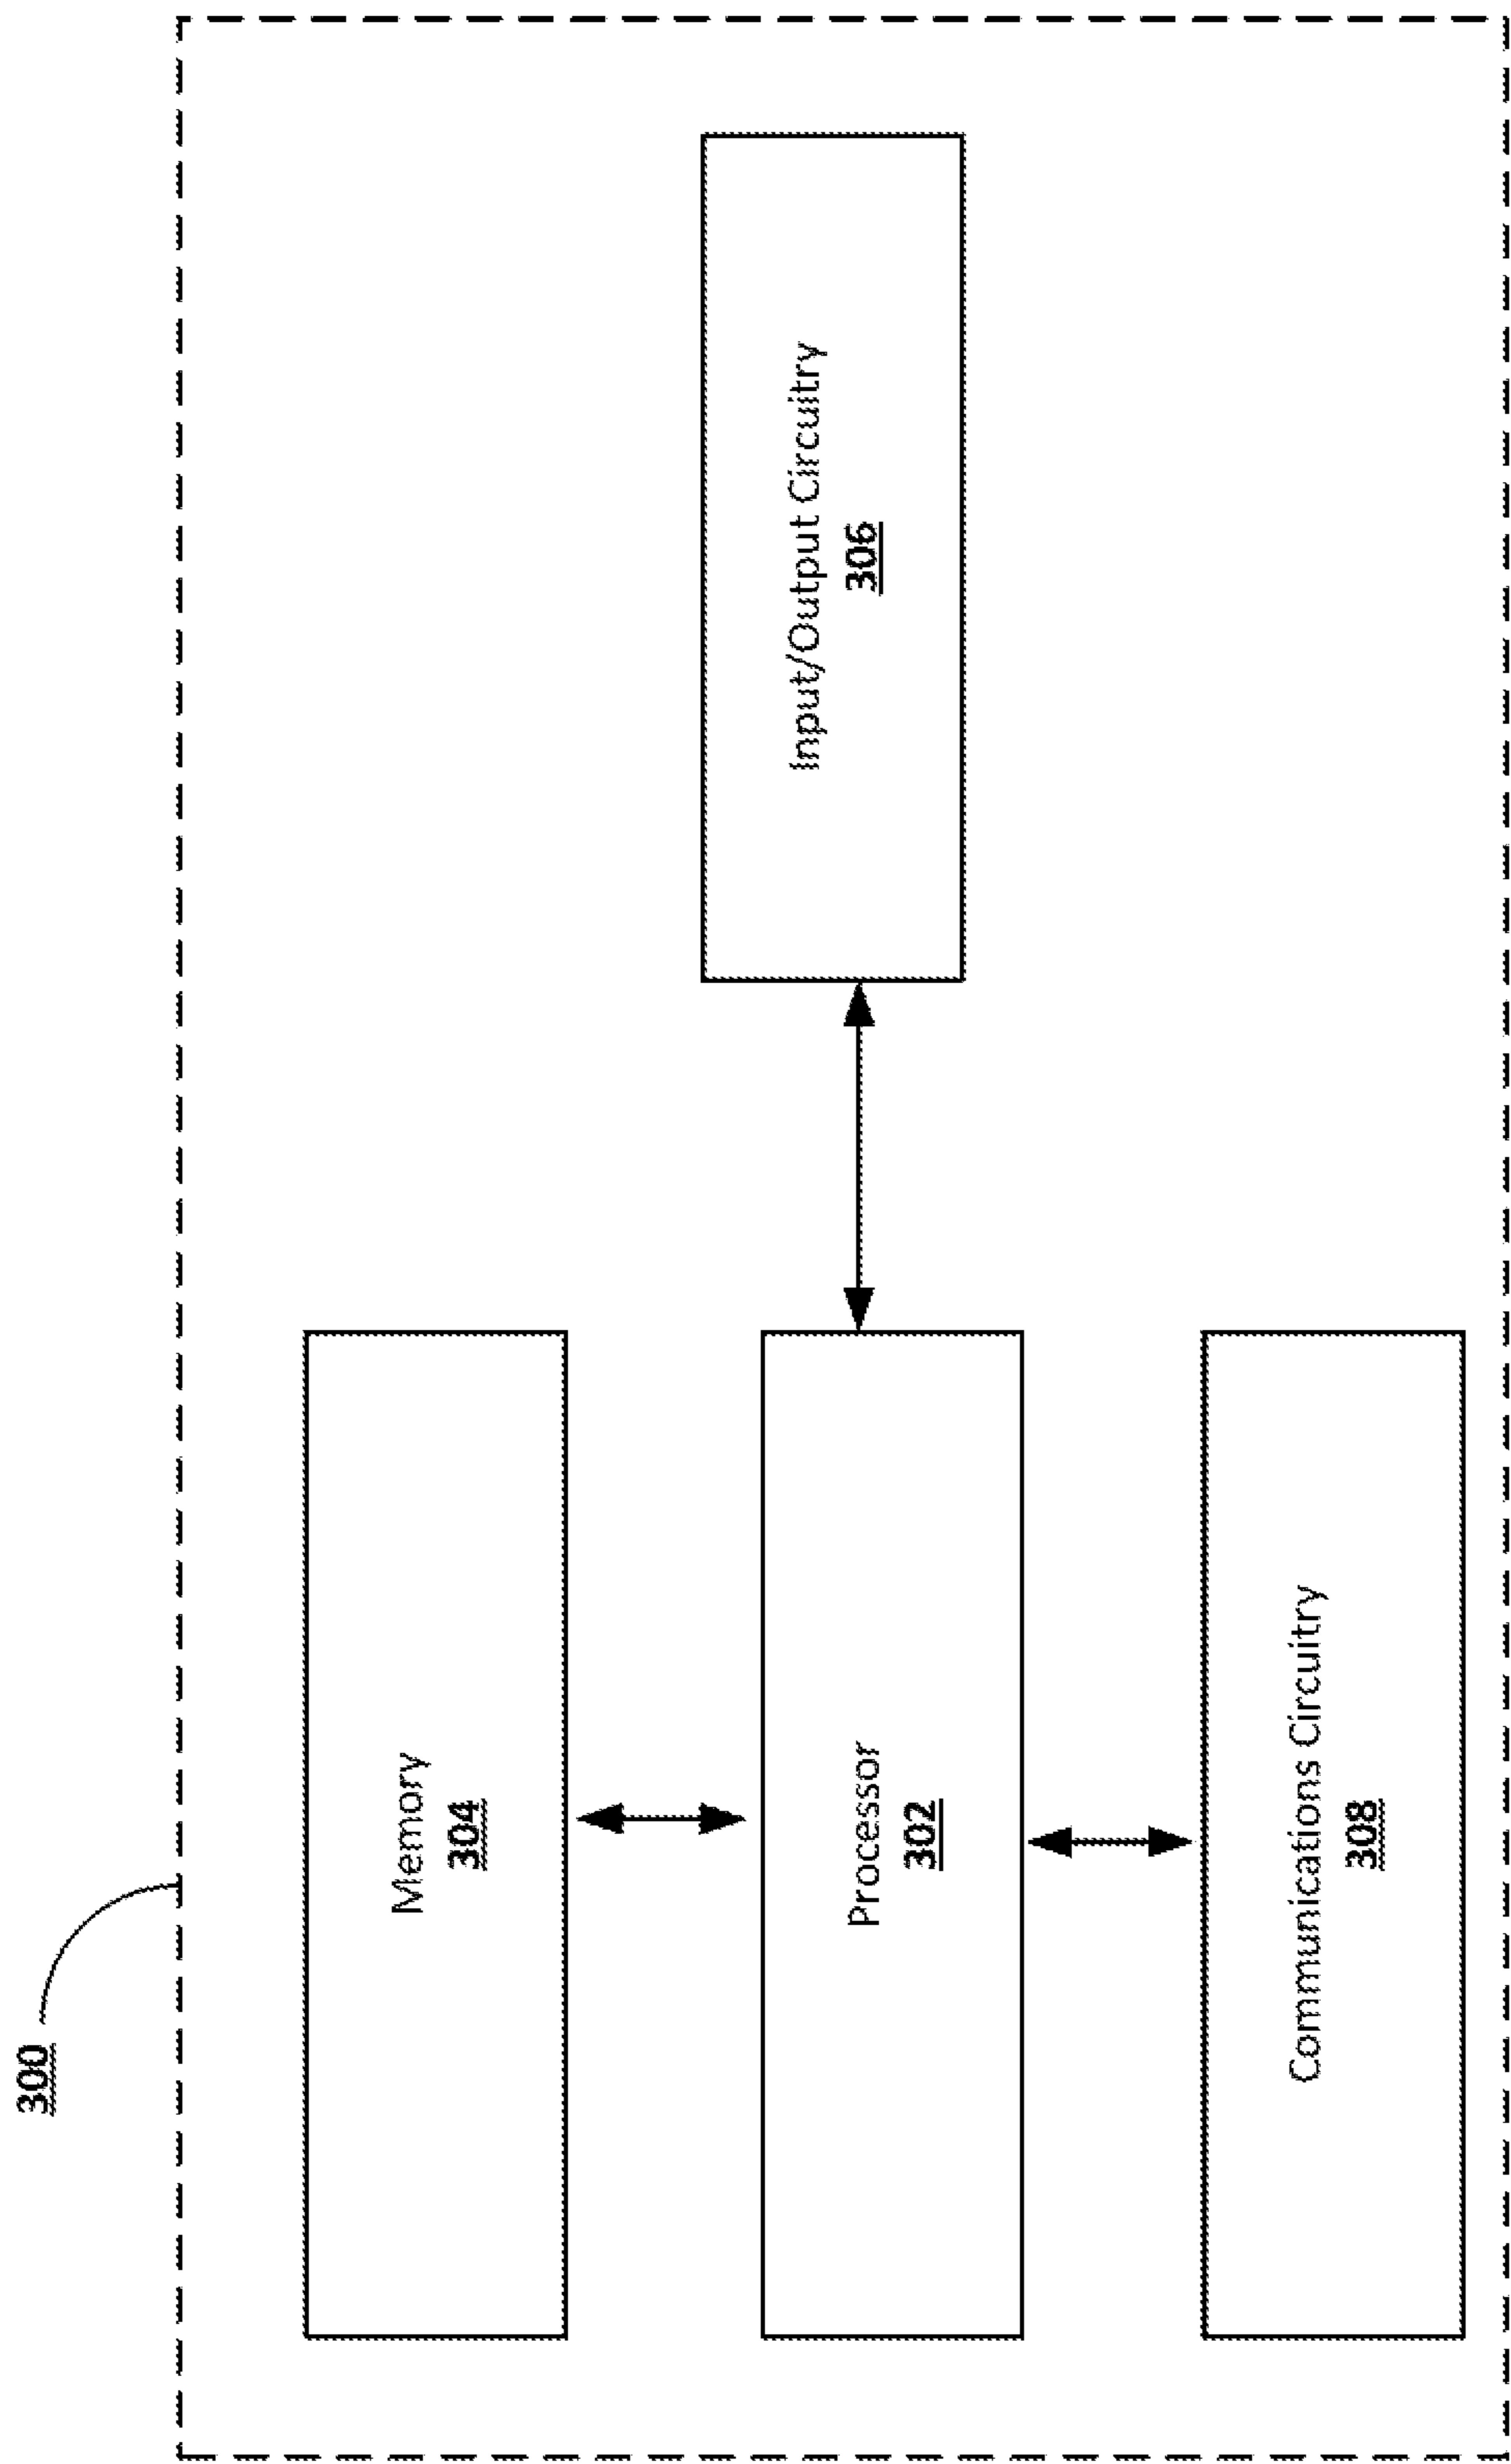 300
Memory
304
Processor
302
Input/Output Circuitry
306
Communications Circuitry
308